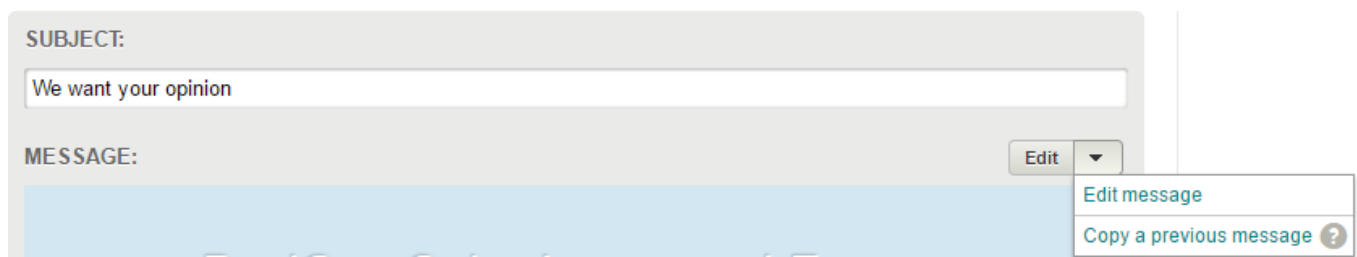 SUBJECT:
We want your opinion
MESSAGE:
Edit
Edit message
Copy a previous message ?